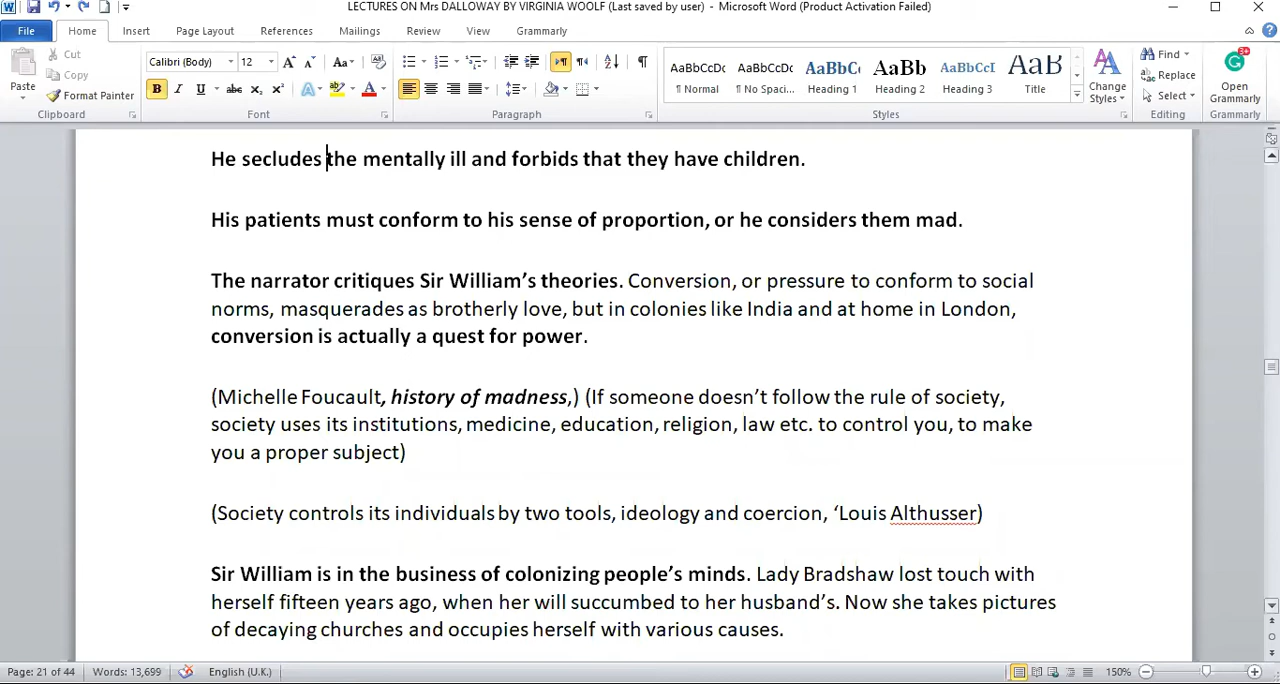 LECTURES ON Mrs DALLOWAY BY VIRGINIA WOOLF (Last saved by user) - Microsoft Word (Product Activation Failed)
File Home Insert Page Layout References Mailings Review View Grammarly
Paste
Cut
Copy
Format Painter
Clipboard
Calibri (Body) 12
Font
Paragraph
AaBbCcDc AaBbCcDc AaBbC AaBb AaBbCcI AaB
¶ Normal ¶ No Spaci... Heading 1 Heading 2 Heading 3 Title
Styles
Change Styles
Find
Replace
Select
Editing
3
Open Grammarly
Grammarly
He secludes the mentally ill and forbids that they have children.
His patients must conform to his sense of proportion, or he considers them mad.
The narrator critiques Sir William’s theories. Conversion, or pressure to conform to social
norms, masquerades as brotherly love, but in colonies like India and at home in London,
conversion is actually a quest for power.
(Michelle Foucault, history of madness,) (If someone doesn’t follow the rule of society,
society uses its institutions, medicine, education, religion, law etc. to control you, to make
you a proper subject)
(Society controls its individuals by two tools, ideology and coercion, ‘Louis Althusser)
Sir William is in the business of colonizing people’s minds. Lady Bradshaw lost touch with
herself fifteen years ago, when her will succumbed to her husband’s. Now she takes pictures
of decaying churches and occupies herself with various causes.
Page: 21 of 44 Words: 13,699 English (U.K.) 150%